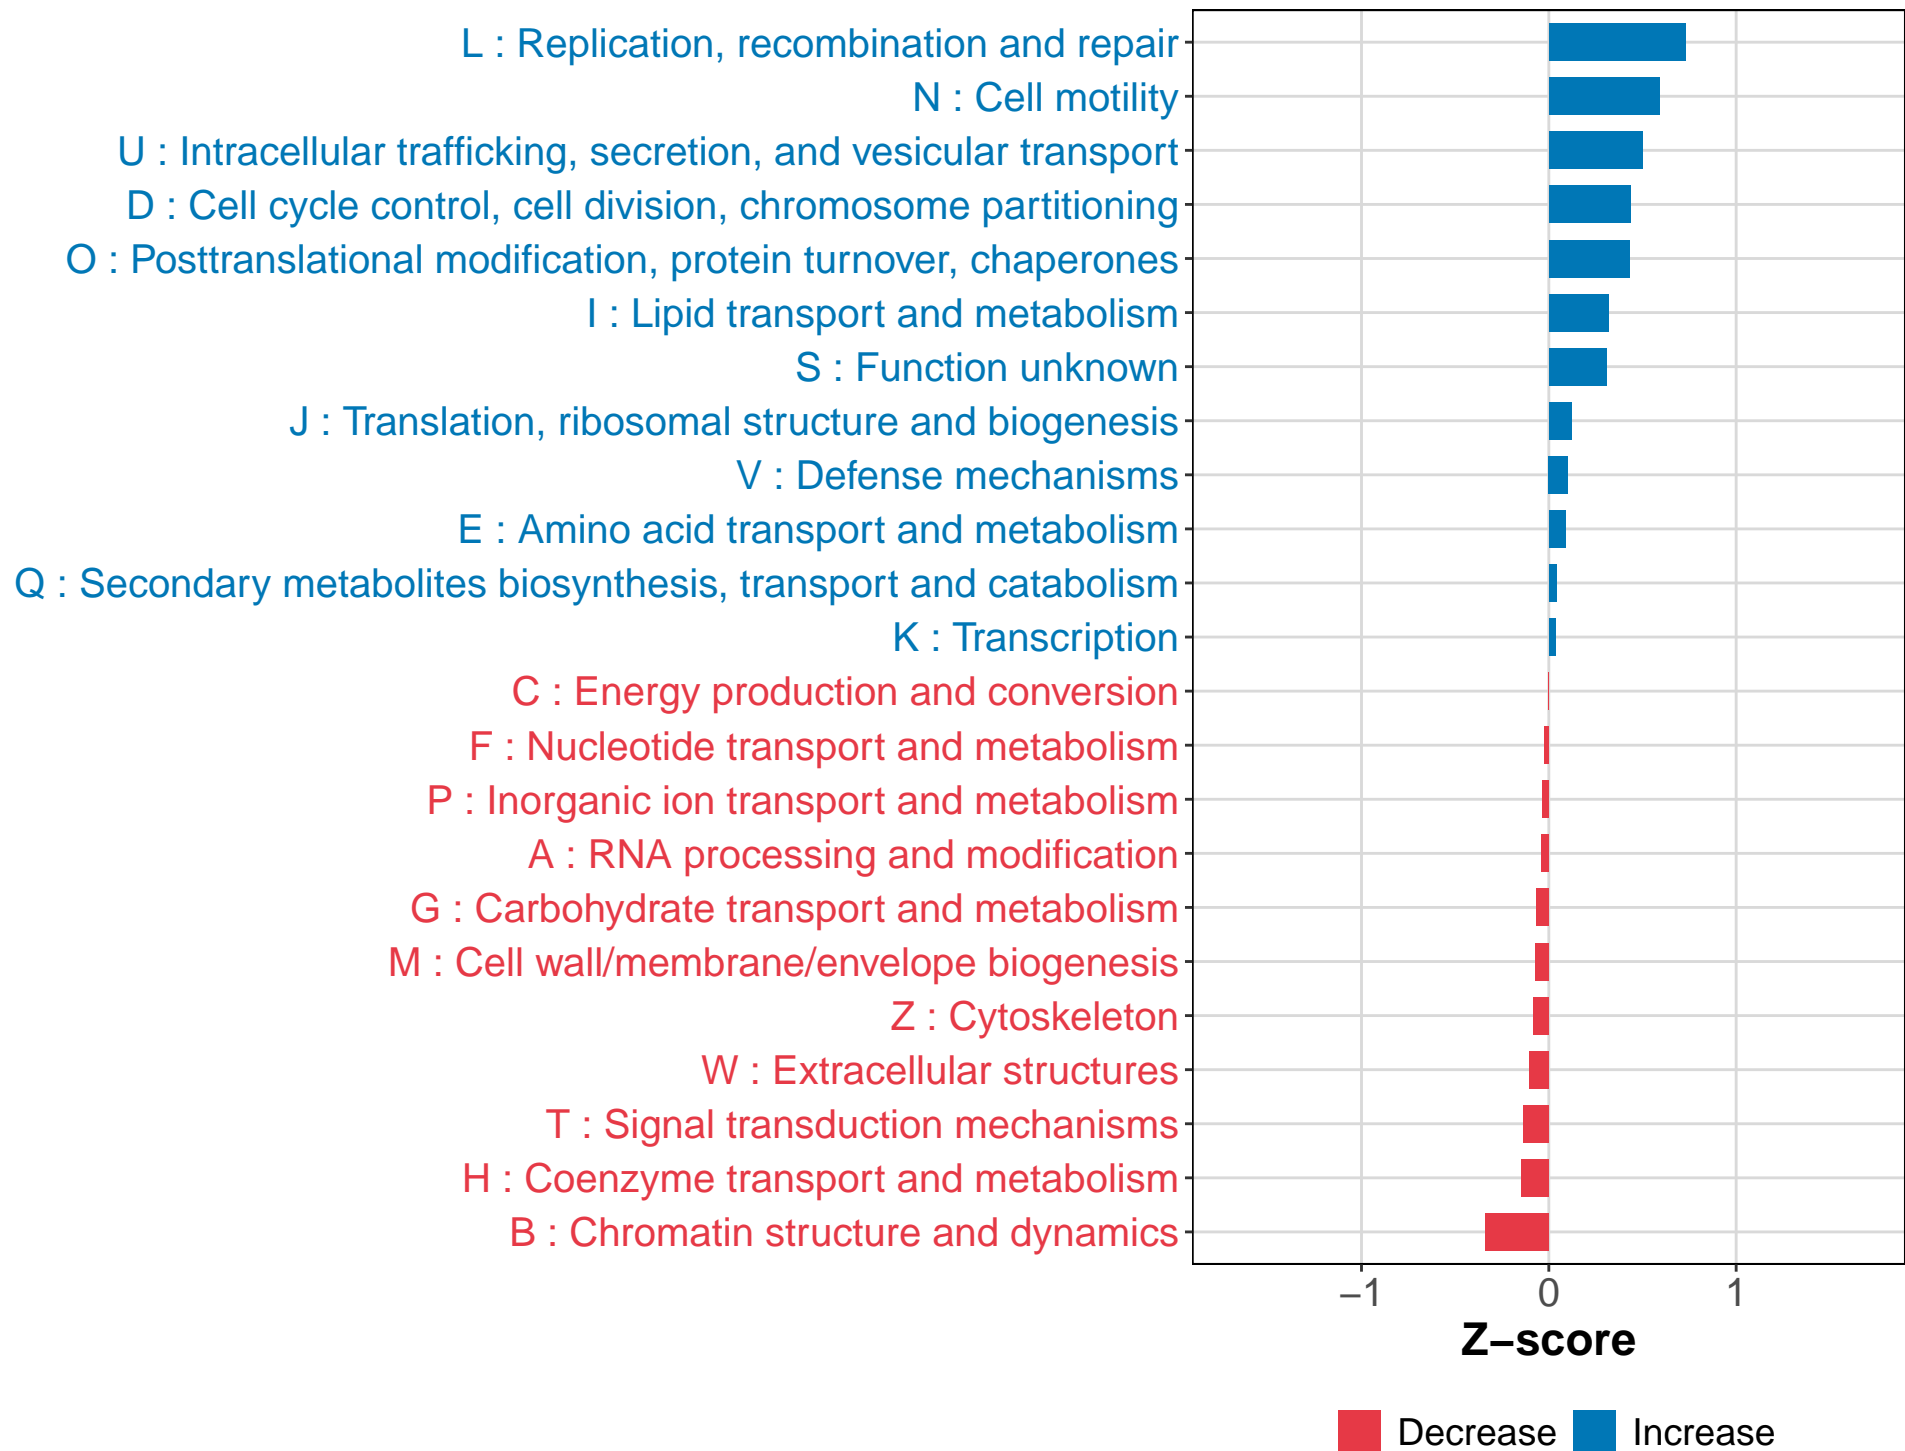 L : Replication, recombination and repair
N : Cell motility
U : Intracellular trafficking, secretion, and vesicular transport
D : Cell cycle control, cell division, chromosome partitioning
O : Posttranslational modification, protein turnover, chaperones
I : Lipid transport and metabolism
S : Function unknown
J : Translation, ribosomal structure and biogenesis
V : Defense mechanisms
E : Amino acid transport and metabolism
Q : Secondary metabolites biosynthesis, transport and catabolism
K : Transcription
C : Energy production and conversion
F : Nucleotide transport and metabolism
P : Inorganic ion transport and metabolism
A : RNA processing and modification
G : Carbohydrate transport and metabolism
M : Cell wall/membrane/envelope biogenesis
Z : Cytoskeleton
W : Extracellular structures
T : Signal transduction mechanisms
H : Coenzyme transport and metabolism
B : Chromatin structure and dynamics
−1 0 1
Z−score
Decrease Increase